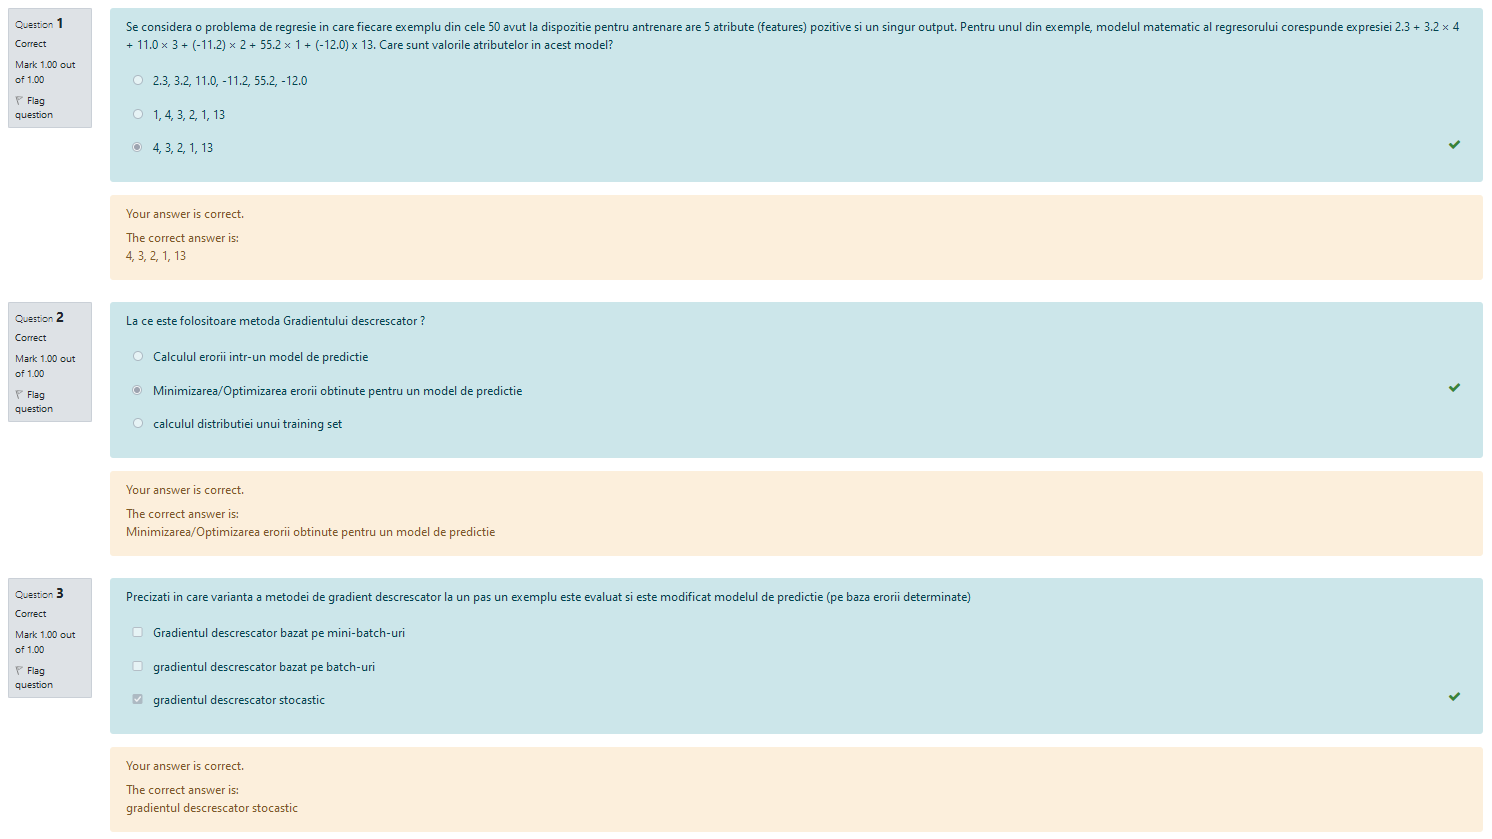 Question 1
Correct
Mark 1.00 out
of 1.00
Flag
question
Se considera o problema de regresie in care fiecare exemplu din cele 50 avut la dispozitie pentru antrenare are 5 atribute (features) pozitive si un singur output. Pentru unul din exemple, modelul matematic al regresorului corespunde expresiei 2.3 + 3.2 × 4
+ 11.0 × 3 + (-11.2) × 2 + 55.2 × 1 + (-12.0) x 13. Care sunt valorile atributelor in acest model?
2.3, 3.2, 11.0, -11.2, 55.2, -12.0
1, 4, 3, 2, 1, 13
4, 3, 2, 1, 13
Your answer is correct.
The correct answer is:
4, 3, 2, 1, 13
Question 2
Correct
Mark 1.00 out
of 1.00
Flag
question
La ce este folositoare metoda Gradientului descrescator ?
Calculul erorii intr-un model de predictie
Minimizarea/Optimizarea erorii obtinute pentru un model de predictie
calculul distributiei unui training set
Your answer is correct.
The correct answer is:
Minimizarea/Optimizarea erorii obtinute pentru un model de predictie
Question 3
Correct
Mark 1.00 out
of 1.00
Flag
question
Precizati in care varianta a metodei de gradient descrescator la un pas un exemplu este evaluat si este modificat modelul de predictie (pe baza erorii determinate)
Gradientul descrescator bazat pe mini-batch-uri
gradientul descrescator bazat pe batch-uri
gradientul descrescator stocastic
Your answer is correct.
The correct answer is:
gradientul descrescator stocastic